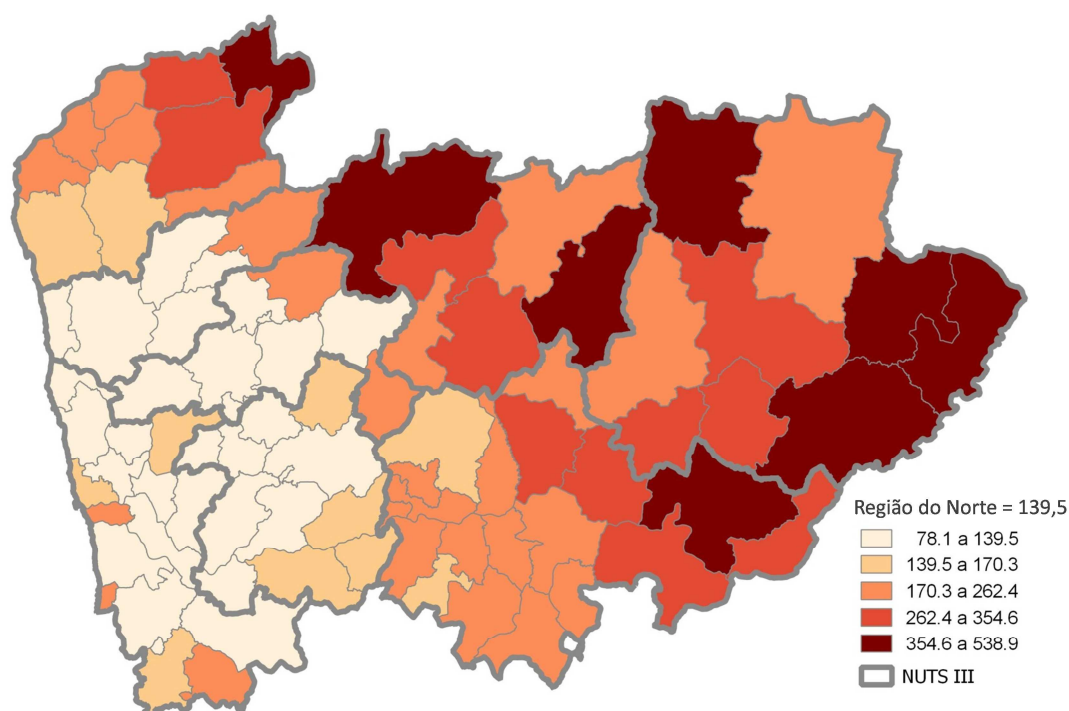 Região do Norte = 139,5
78.1 a 139.5
139.5 a 170.3
170.3 a 262.4
262.4 a 354.6
354.6 a 538.9
NUTS III